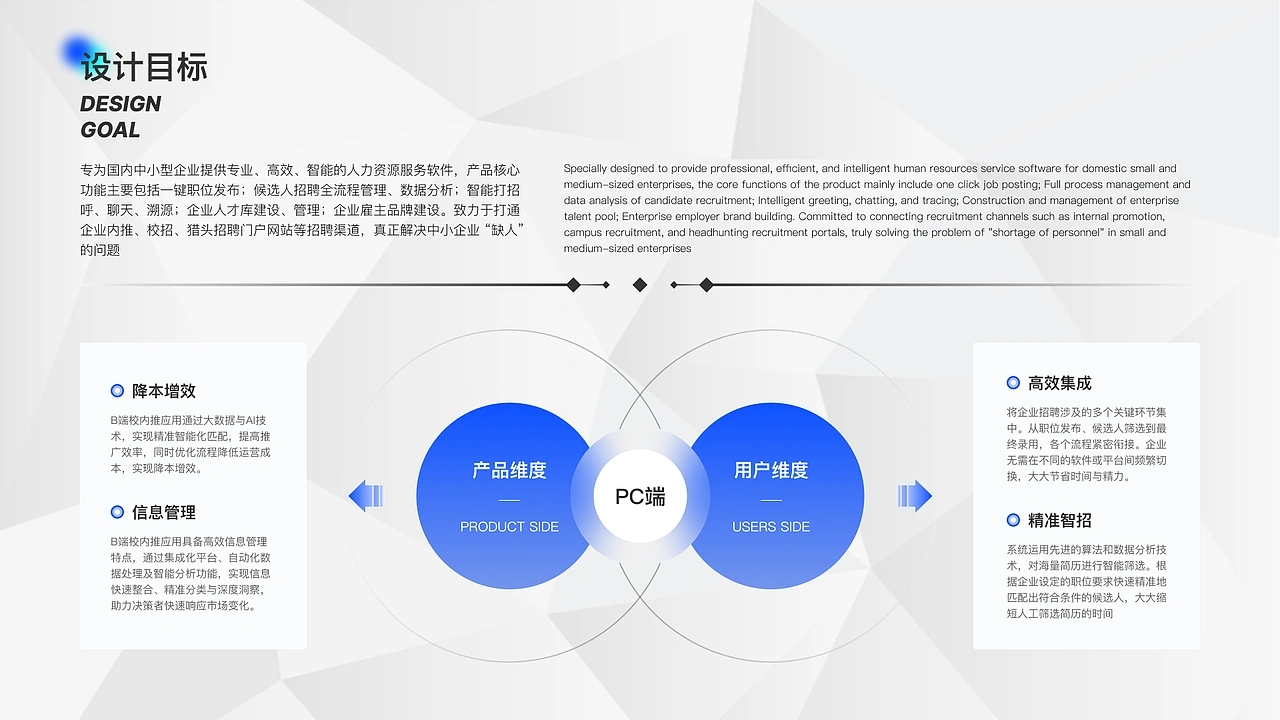 设计目标
DESIGN
GOAL
专为国内中小型企业提供专业、高效、智能的人力资源服务软件，产品核心
功能主要包括一键职位发布；候选人招聘全流程管理、数据分析；智能打招
呼、聊天、溯源；企业人才库建设、管理；企业雇主品牌建设。致力于打通
企业内推、校招、猎头招聘门户网站等招聘渠道，真正解决中小企业“缺人”
的问题
Specially designed to provide professional, efficient, and intelligent human resources service software for domestic small and
medium-sized enterprises, the core functions of the product mainly include one click job posting; Full process management and
data analysis of candidate recruitment; Intelligent greeting, chatting, and tracing; Construction and management of enterprise
talent pool; Enterprise employer brand building. Committed to connecting recruitment channels such as internal promotion,
campus recruitment, and headhunting recruitment portals, truly solving the problem of "shortage of personnel" in small and
medium-sized enterprises
降本增效
B端校内推应用通过大数据与AI技
术，实现精准智能化匹配，提高推
广效率，同时优化流程降低运营成
本，实现降本增效。
信息管理
B端校内推应用具备高效信息管理
特点，通过集成化平台、自动化数
据处理及智能分析功能，实现信息
快速整合、精准分类与深度洞察，
助力决策者快速响应市场变化。
产品维度
PRODUCT SIDE
PC端
用户维度
USERS SIDE
高效集成
将企业招聘涉及的多个关键环节集
中。从职位发布、候选人筛选到最
终录用，各个流程紧密衔接。企业
无需在不同的软件或平台间频繁切
换，大大节省时间与精力。
精准智招
系统运用先进的算法和数据分析技
术，对海量简历进行智能筛选。根
据企业设定的职位要求快速精准地
匹配出符合条件的候选人，大大缩
短人工筛选简历的时间